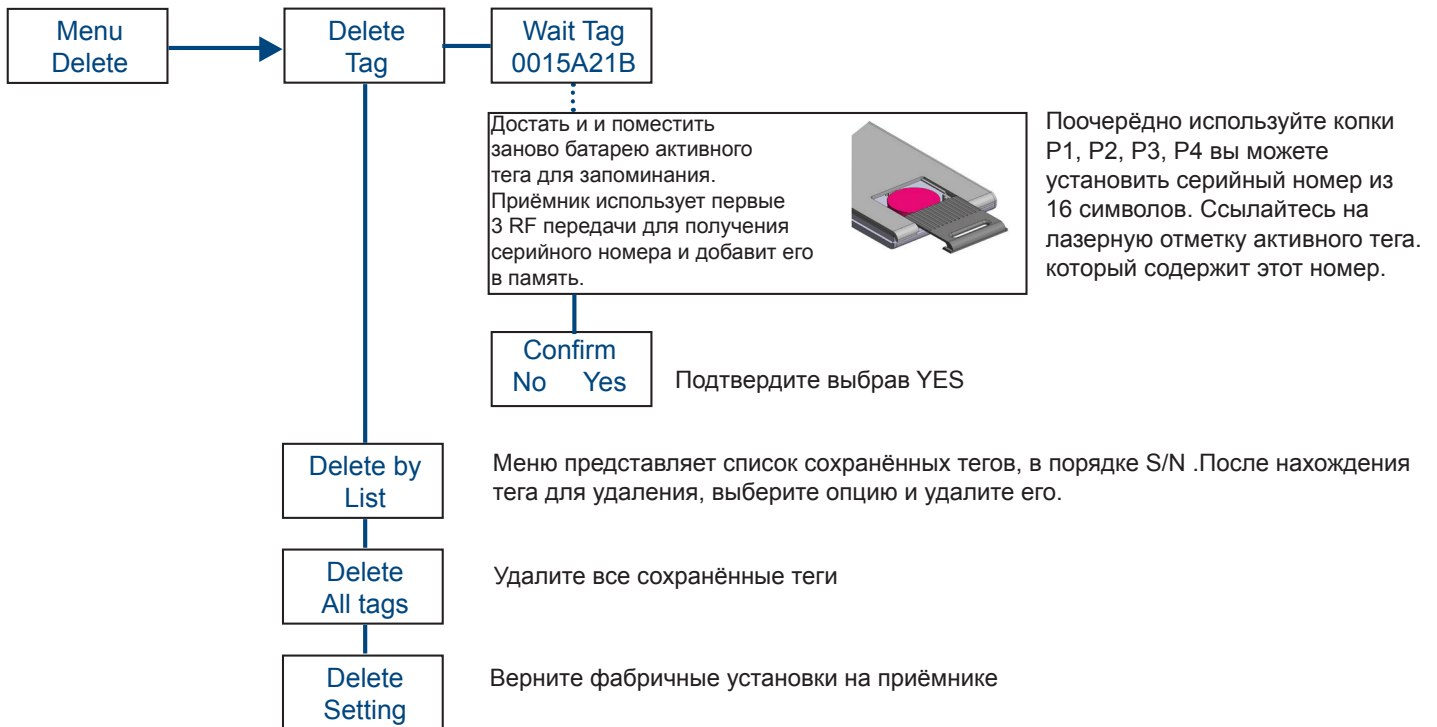 Menu
Delete
Delete
Tag
Wait Tag
0015A21B
Достать и и поместить
заново батарею активного
тега для запоминания.
Приёмник использует первые
3 RF передачи для получения
серийного номера и добавит его
в память.
Поочерёдно используйте копки
P1, P2, P3, P4 вы можете
установить серийный номер из
16 символов. Ссылайтесь на
лазерную отметку активного тега.
который содержит этот номер.
Confirm
No Yes
Подтвердите выбрав YES
Delete by
List
Меню представляет список сохранённых тегов, в порядке S/N .После нахождения
тега для удаления, выберите опцию и удалите его.
Delete
All tags
Удалите все сохранённые теги
Delete
Setting
Верните фабричные установки на приёмнике